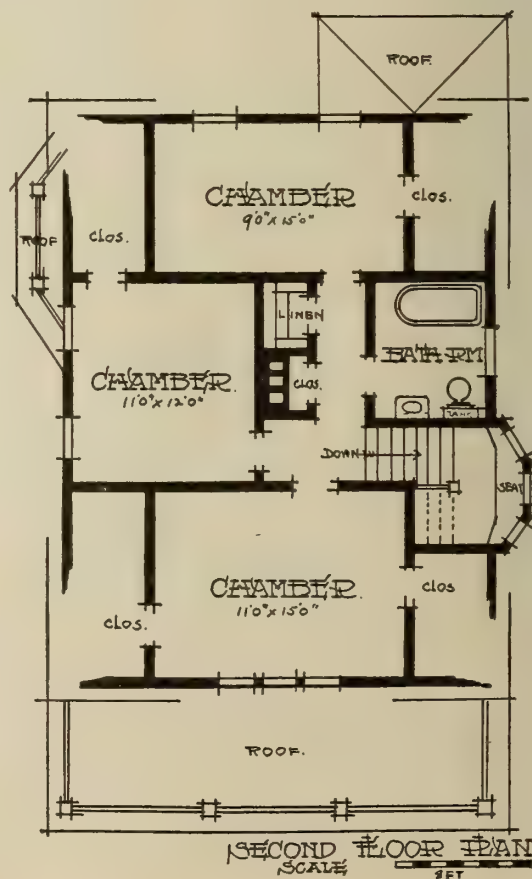 ROOF.
CHAMBER
9'0" x 15'0"
CLOS.
CLOS.
ROOF
LINEN
BATH RM
CHAMBER.
11'0" x 12'0"
CLOS.
TANK
DOWN
SEAT
CHAMBER.
11'0" x 15'0"
CLOS
CLOS.
ROOF.
SECOND FLOOR PLAN
SCALE
8 FT